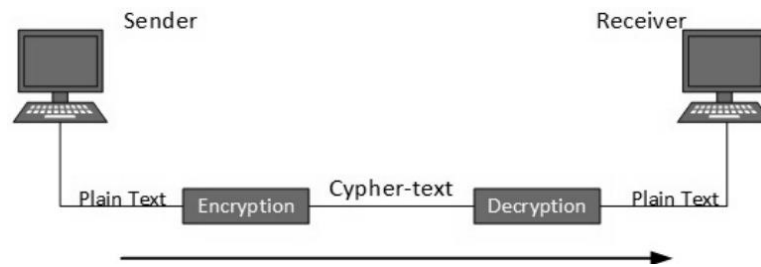 Sender
Receiver
Plain Text
Encryption
Cypher-text
Decryption
Plain Text